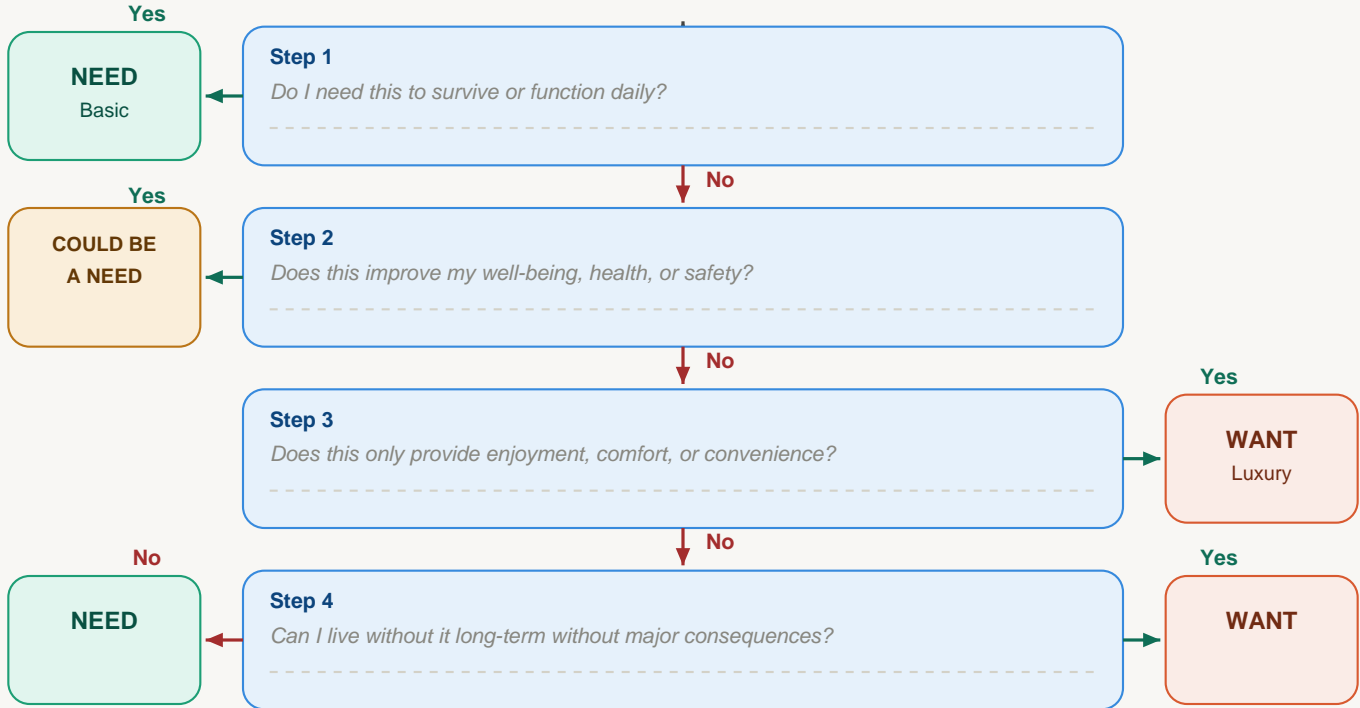 Yes
NEED
Basic
Step 1
Do I need this to survive or function daily?
No
Yes
COULD BE
A NEED
Step 2
Does this improve my well-being, health, or safety?
No
Step 3
Does this only provide enjoyment, comfort, or convenience?
Yes
WANT
Luxury
No
No
NEED
Step 4
Can I live without it long-term without major consequences?
Yes
WANT